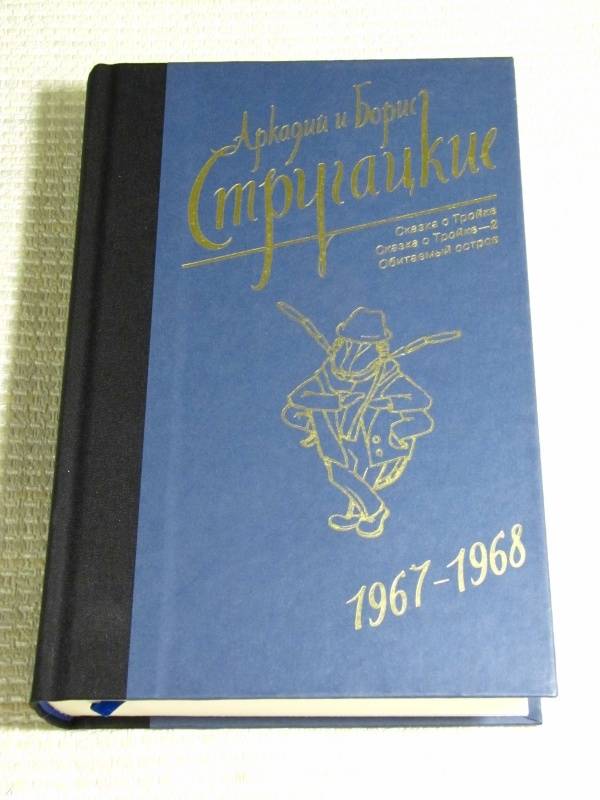 Аркадий и Борис
Стругацкие
Сказка о Тройке
Сказка о Тройке—2
Обитаемый остров
1967–1968